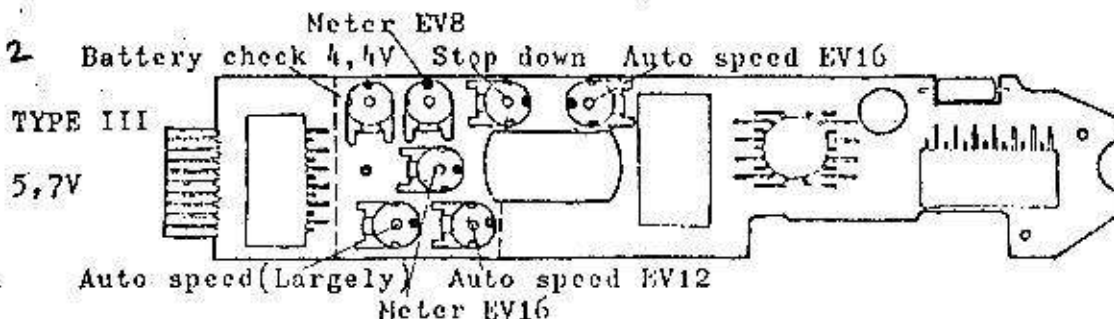 Meter EV8
2 Battery check 4,4V Stop down Auto speed EV16
TYPE III
5,7V
Auto speed(Largely) Auto speed EV12
Meter EV16